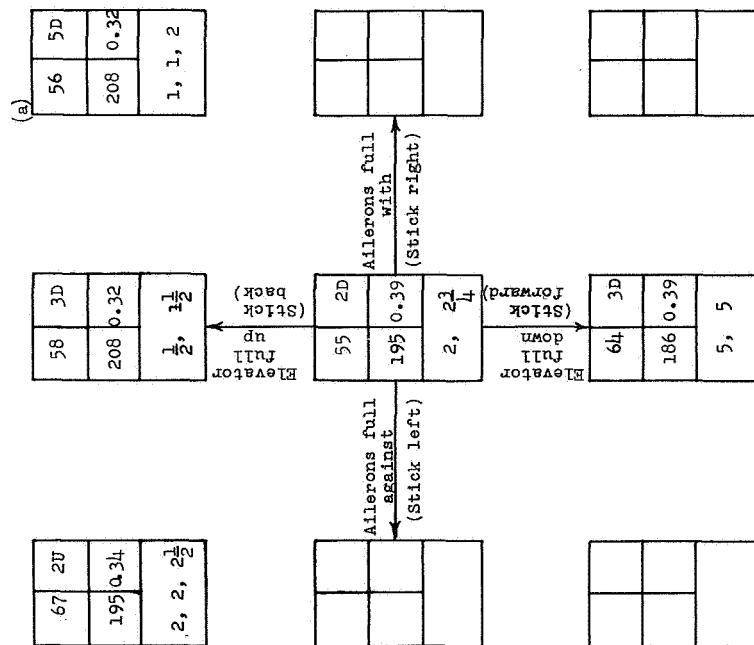 (a)
67 2U
195 0.34
2, 2, 2½
58 3D
208 0.32
½, 1½
56 5D
208 0.32
1, 1, 2
Elevator
full
up
(Stick
back)
Ailerons full
against
(Stick left)
55 2D
195 0.39
2,
Ailerons full
with
(Stick right)
Elevator
full
down
(Stick
forward)
64 3D
186 0.39
5, 5